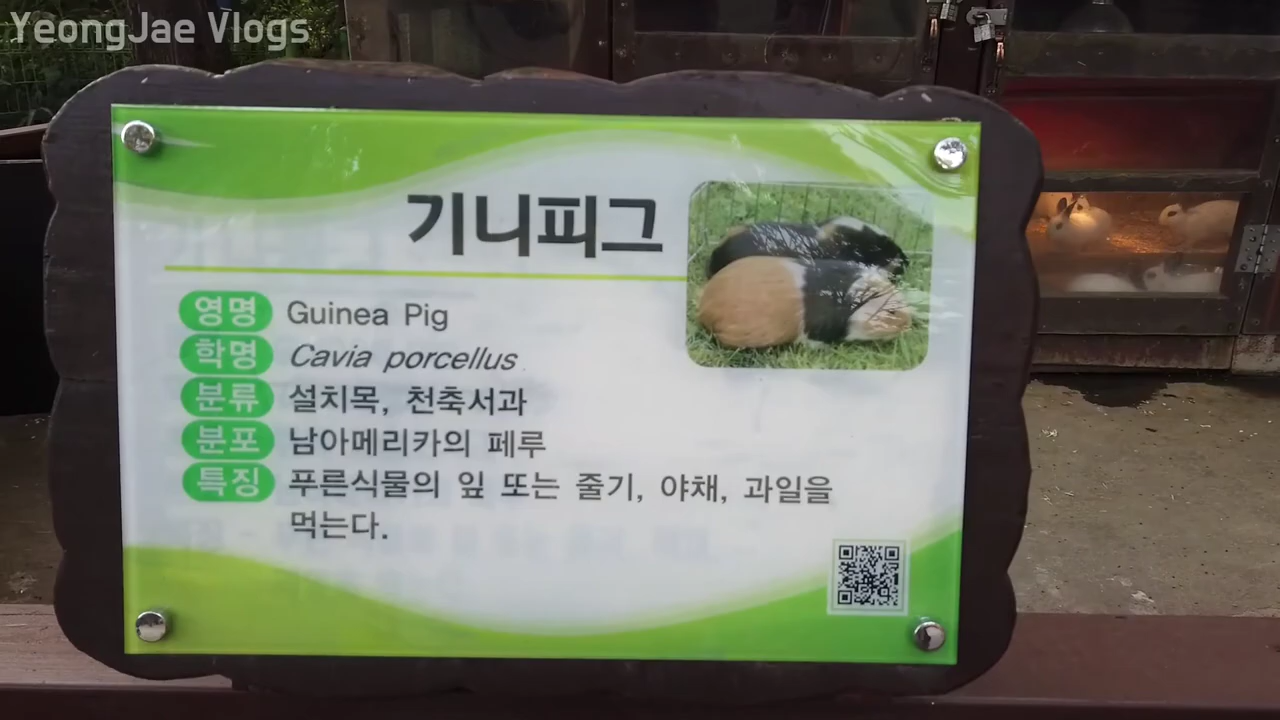 YeongJae Vlogs
기니피그
영명 Guinea Pig
학명 Cavia porcellus
분류 설치목, 천축서과
분포 남아메리카의 페루
특징 푸른식물의 잎 또는 줄기, 야채, 과일을
먹는다.